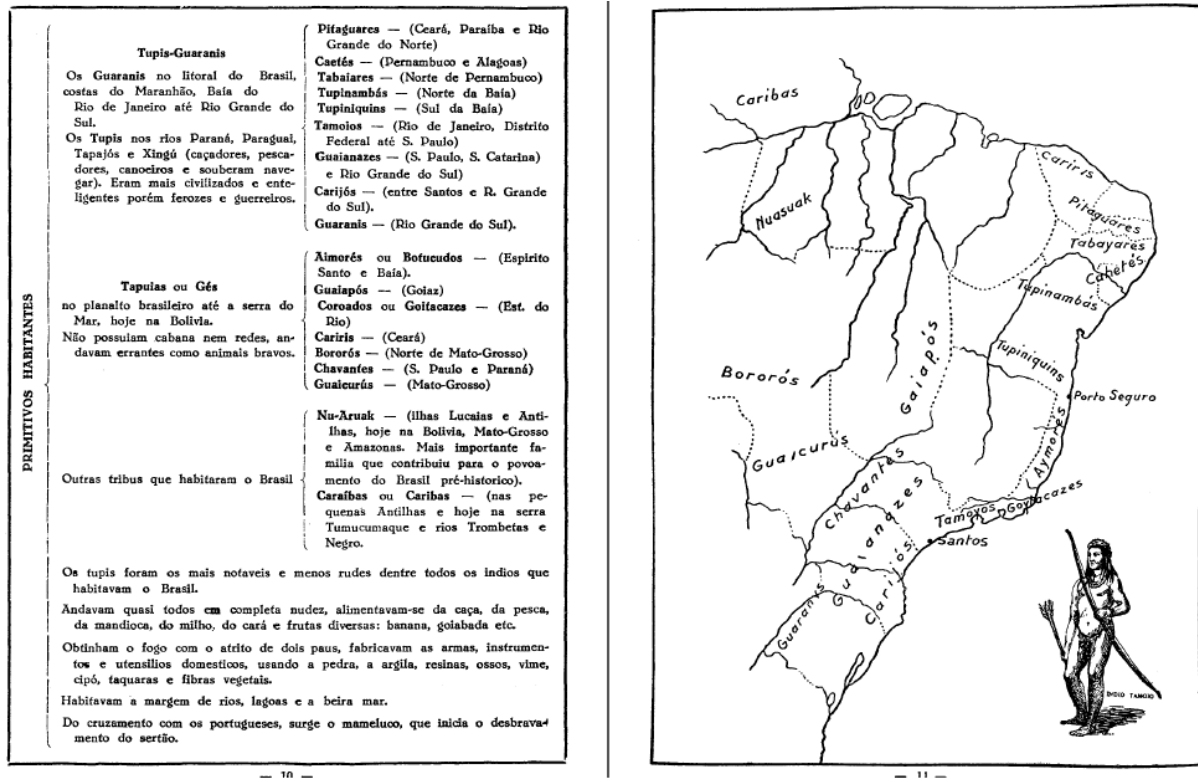 PRIMITIVOS HABITANTES
Tupis-Guaranis
Os Guaranis no litoral do Brasil,
costas do Maranhão, Baía do
Rio de Janeiro até Rio Grande do
Sul.
Os Tupis nos rios Paraná, Paraguai,
Tapajós e Xingú (caçadores, pesca-
dores, canoeiros e souberam nave-
gar). Eram mais civilizados e ente-
ligentes porém ferozes e guerreiros.
Pitaguares — (Ceará, Paraíba e Rio
Grande do Norte)
Caetés — (Pernambuco e Alagoas)
Tabaiares — (Norte de Pernambuco)
Tupinambás — (Norte da Baía)
Tupiniquins — (Sul da Baía)
Tamoios — (Rio de Janeiro, Distrito
Federal até S. Paulo)
Guaianazes — (S. Paulo, S. Catarina)
e Rio Grande do Sul)
Carijós — (entre Santos e R. Grande
do Sul).
Guaranis — (Rio Grande do Sul).
Tapuias ou Gés
no planalto brasileiro até a serra do
Mar, hoje na Bolivia.
Não possuiam cabana nem redes, an-
davam errantes como animais bravos.
Aimorés ou Botucudos — (Espirito
Santo e Baía).
Guaiapós — (Goiaz)
Coroados ou Goitacazes — (Est. do
Rio)
Cariris — (Ceará)
Bororós — (Norte de Mato-Grosso)
Chavantes — (S. Paulo e Paraná)
Guaicurús — (Mato-Grosso)
Outras tribus que habitaram o Brasil
Nu-Aruak — (ilhas Lucaias e Anti-
lhas, hoje na Bolivia, Mato-Grosso
e Amazonas. Mais importante fa-
milia que contribuiu para o povoa-
mento do Brasil pré-historico).
Caraíbas ou Caribas — (nas pe-
quenas Antilhas e hoje na serra
Tumucumaque e rios Trombetas e
Negro.
Os tupis foram os mais notaveis e menos rudes dentre todos os indios que
habitavam o Brasil.
Andavam quasi todos em completa nudez, alimentavam-se da caça, da pesca,
da mandioca, do milho, do cará e frutas diversas: banana, goiabada etc.
Obtinham o fogo com o atrito de dois paus, fabricavam as armas, instrumen-
tos e utensilios domesticos, usando a pedra, a argila, resinas, ossos, vime,
cipó, taquaras e fibras vegetais.
Habitavam a margem de rios, lagoas e a beira mar.
Do cruzamento com os portugueses, surge o mameluco, que inicia o desbrava-
mento do sertão.
— 10 —
Caribas
Cariris
Nuasuak
Pitaguares
Tabayarés
Cahetés
Tupinambás
Gaiapós
Tupiniquins
Bororós
Porto Seguro
Aymorés
Guaicurús
Chavantes
Goytacazes
Tamoyos
Guaianazes
Santos
Carijós
Guaranys
INDIO TAMOIO
— 11 —